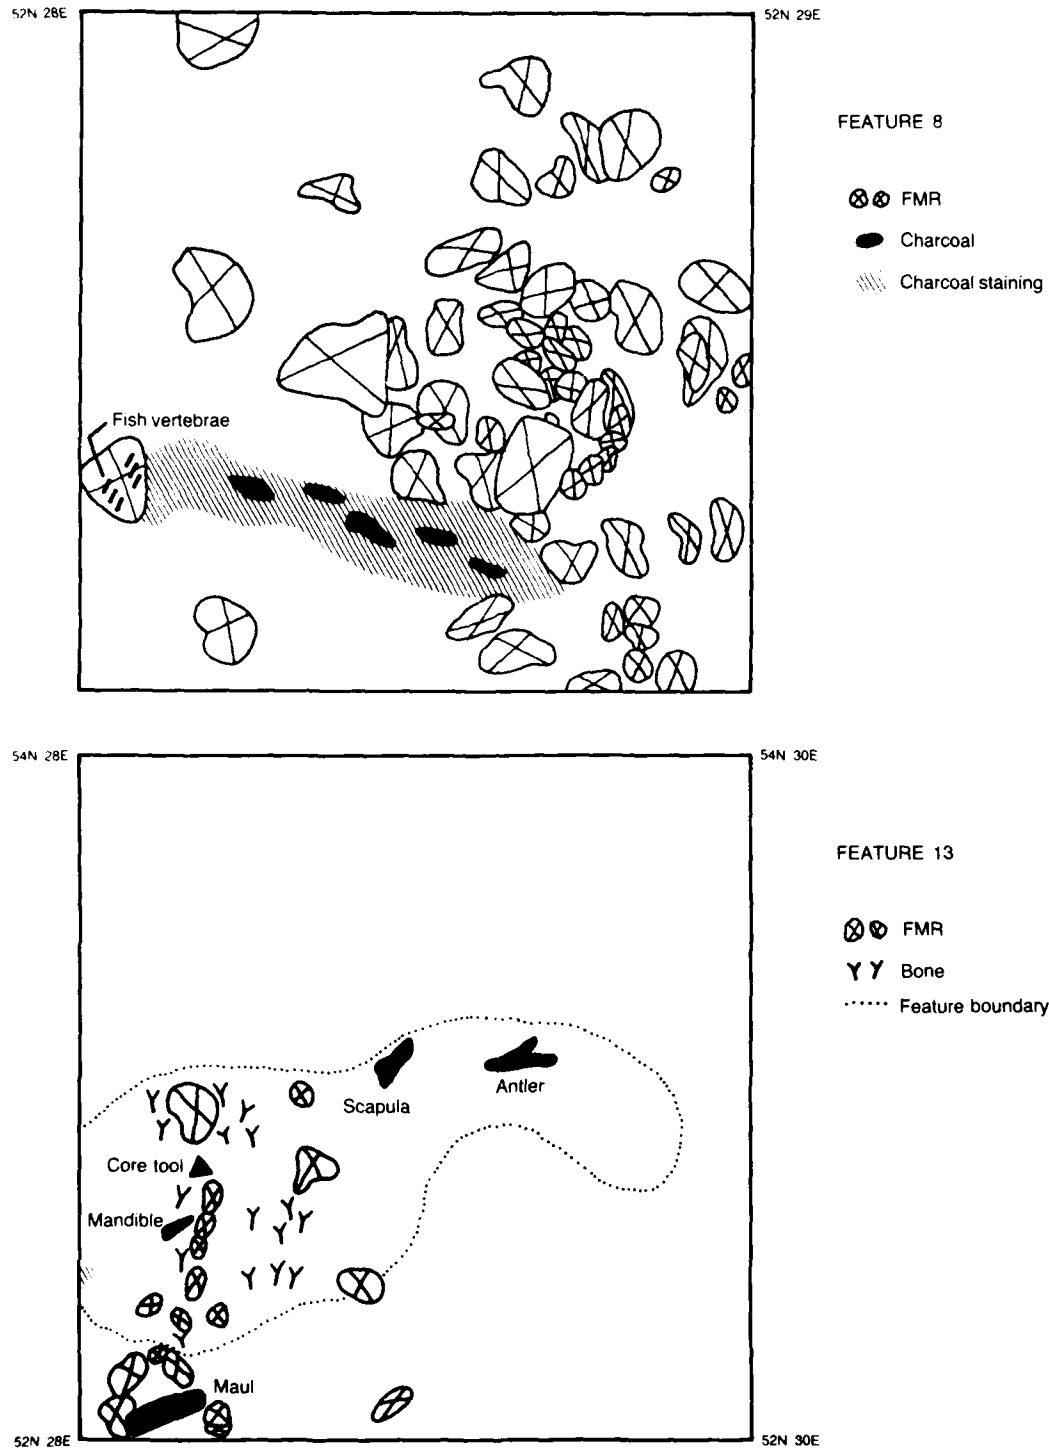 52N 28E
52N 29E
FEATURE 8
FMR
Charcoal
Charcoal staining
Fish vertebrae
54N 28E
54N 30E
FEATURE 13
FMR
Bone
Feature boundary
Antler
Scapula
Core tool
Mandible
Maul
52N 28E
52N 30E